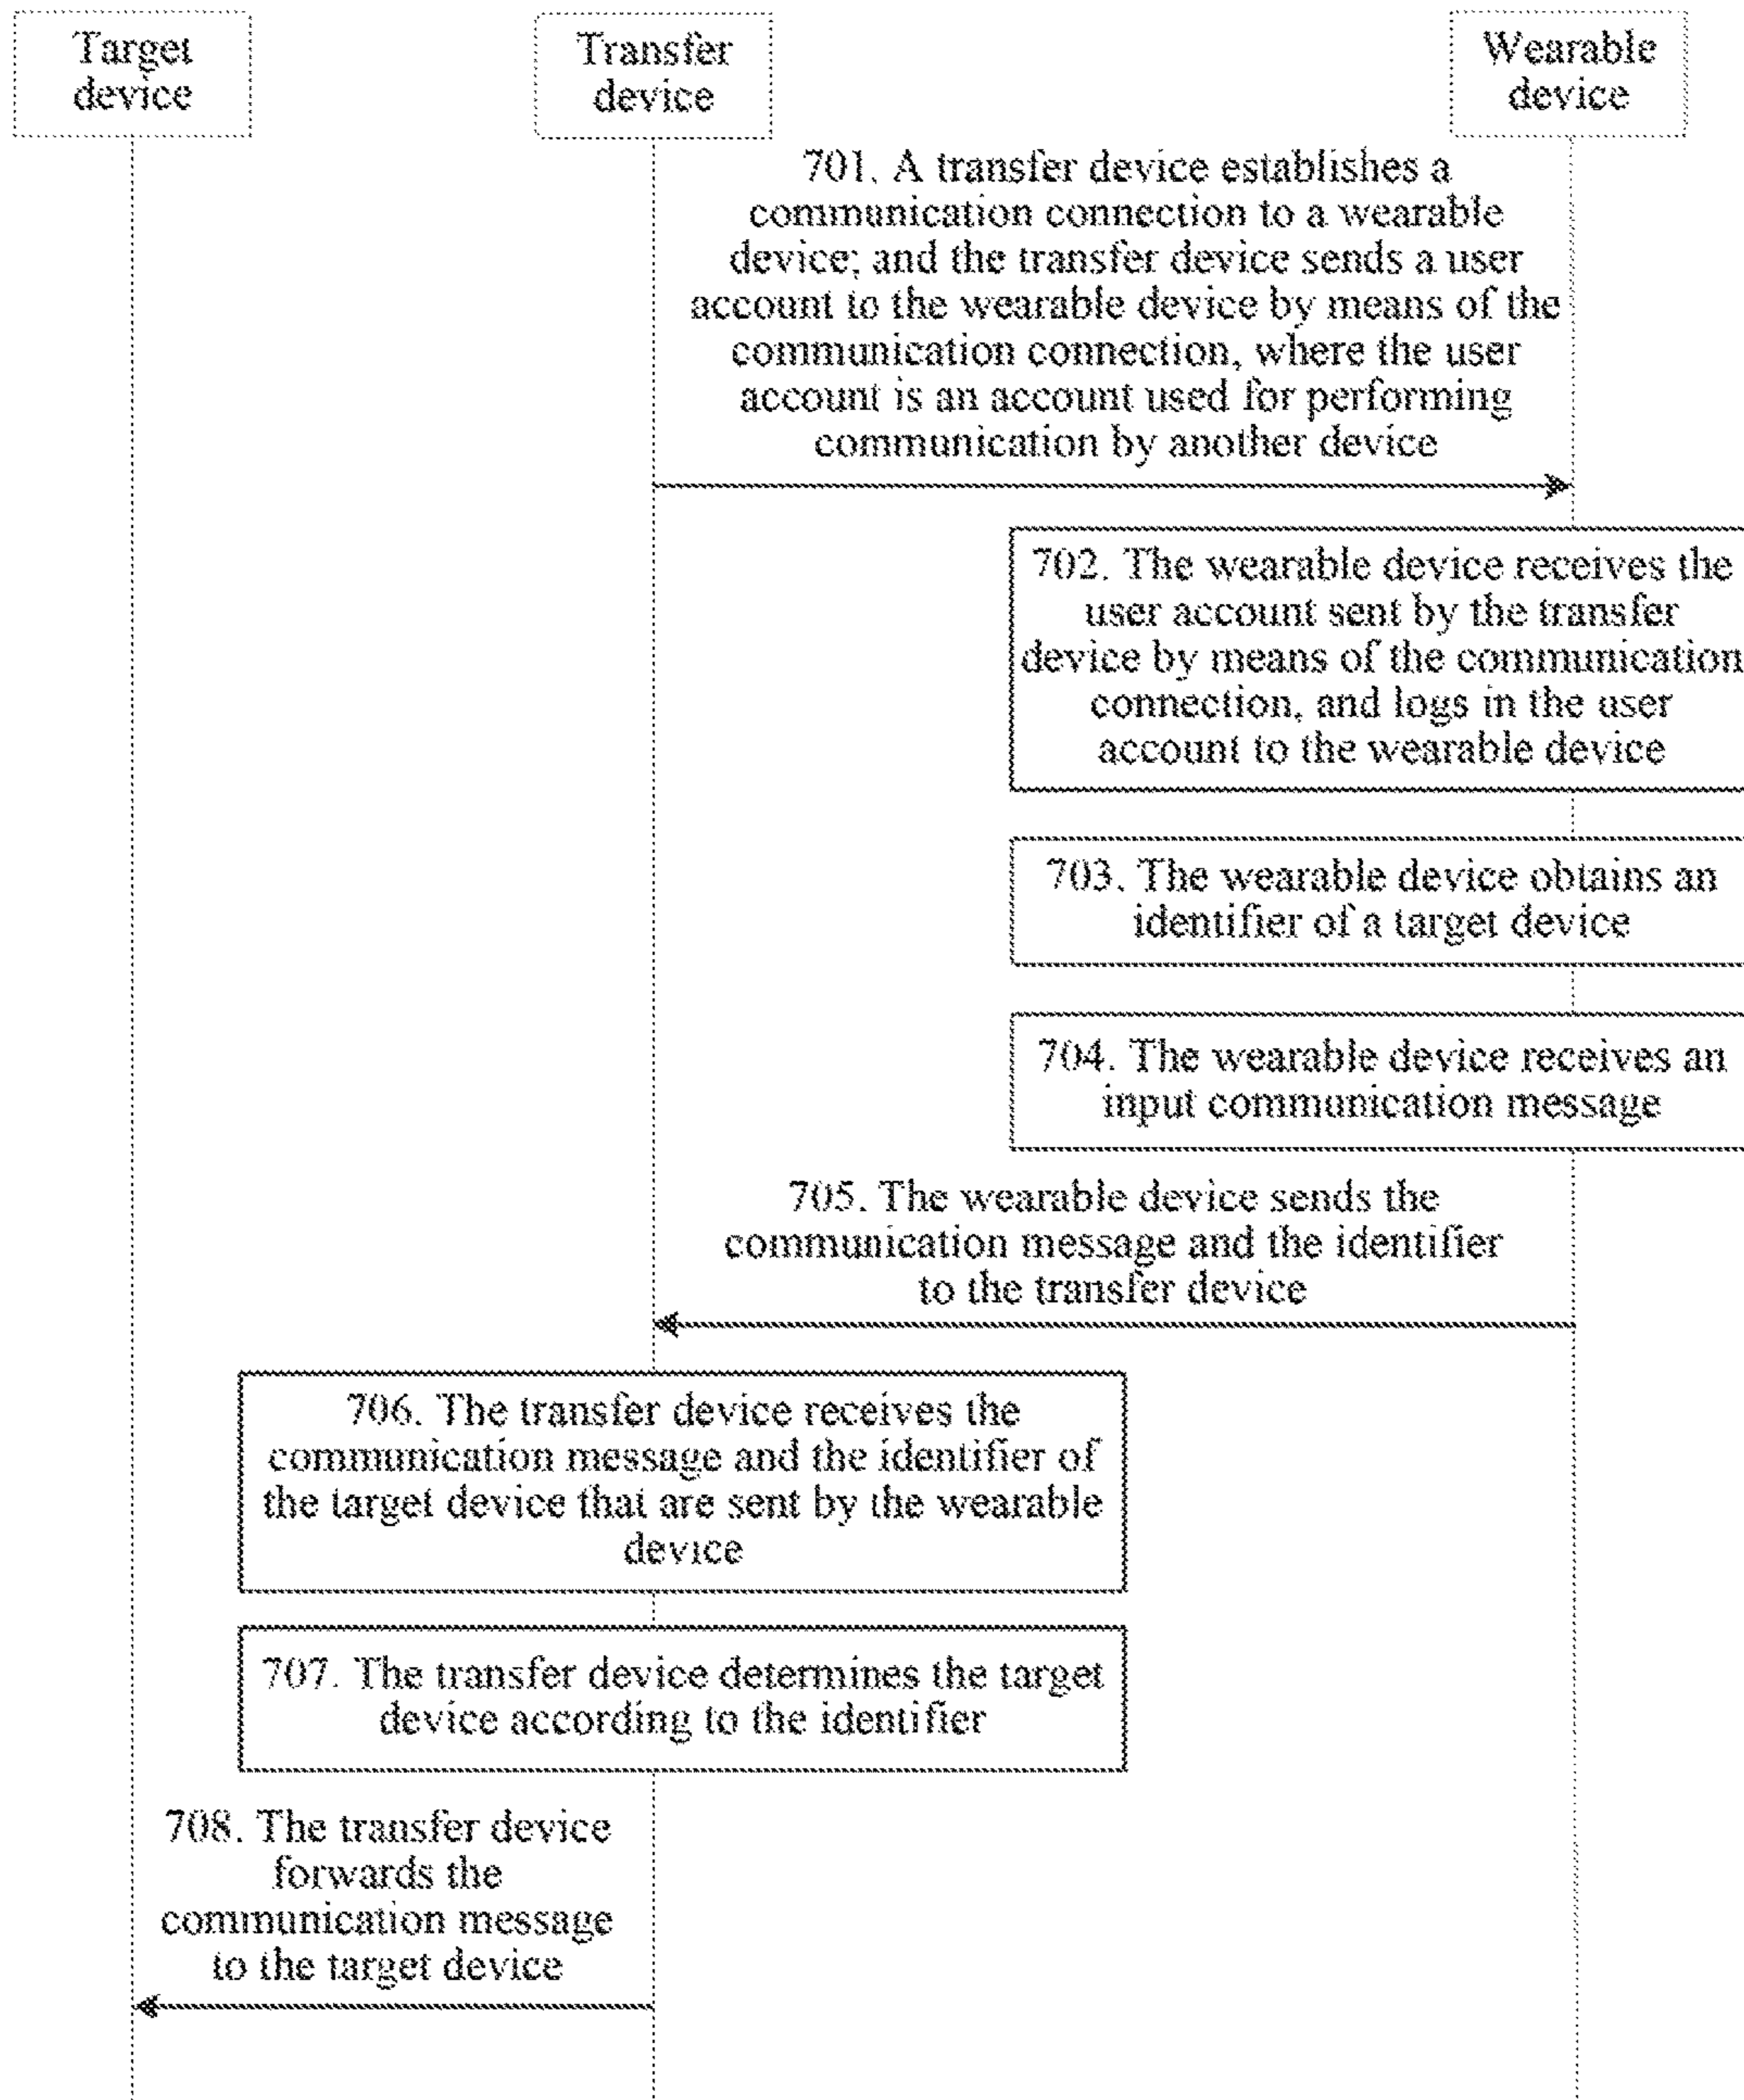 Target
device
Transfer
device
Wearable
device
701. A transfer device establishes a
communication connection to a wearable
device; and the transfer device sends a user
account to the wearable device by means of the
communication connection, where the user
account is an account used for performing
communication by another device
702. The wearable device receives the
user account sent by the transfer
device by means of the communication
connection, and logs in the user
account to the wearable device
703. The wearable device obtains an
identifier of a target device
704. The wearable device receives an
input communication message
705. The wearable device sends the
communication message and the identifier
to the transfer device
706. The transfer device receives the
communication message and the identifier of
the target device that are sent by the wearable
device
707. The transfer device determines the target
device according to the identifier
708. The transfer device
forwards the
communication message
to the target device